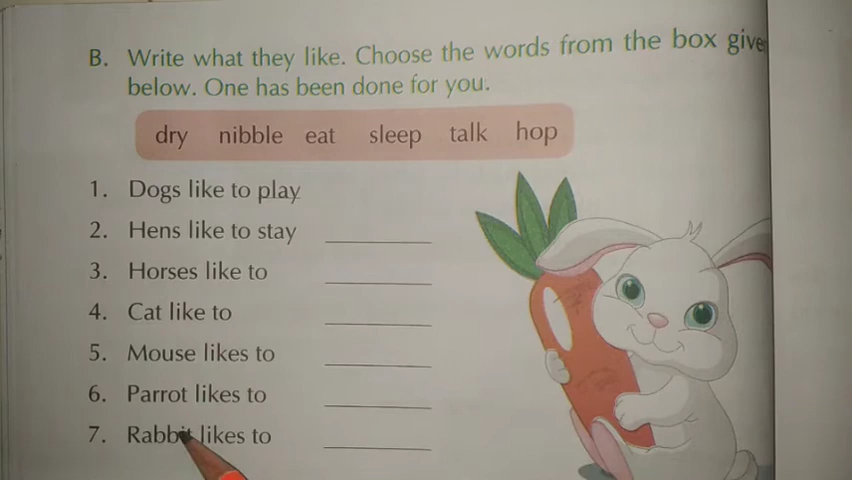 B. Write what they like. Choose the words from the box give
below. One has been done for you.
dry nibble eat sleep talk hop
1. Dogs like to play
2. Hens like to stay
3. Horses like to
4. Cat like to
5. Mouse likes to
6. Parrot likes to
7. Rabbit likes to